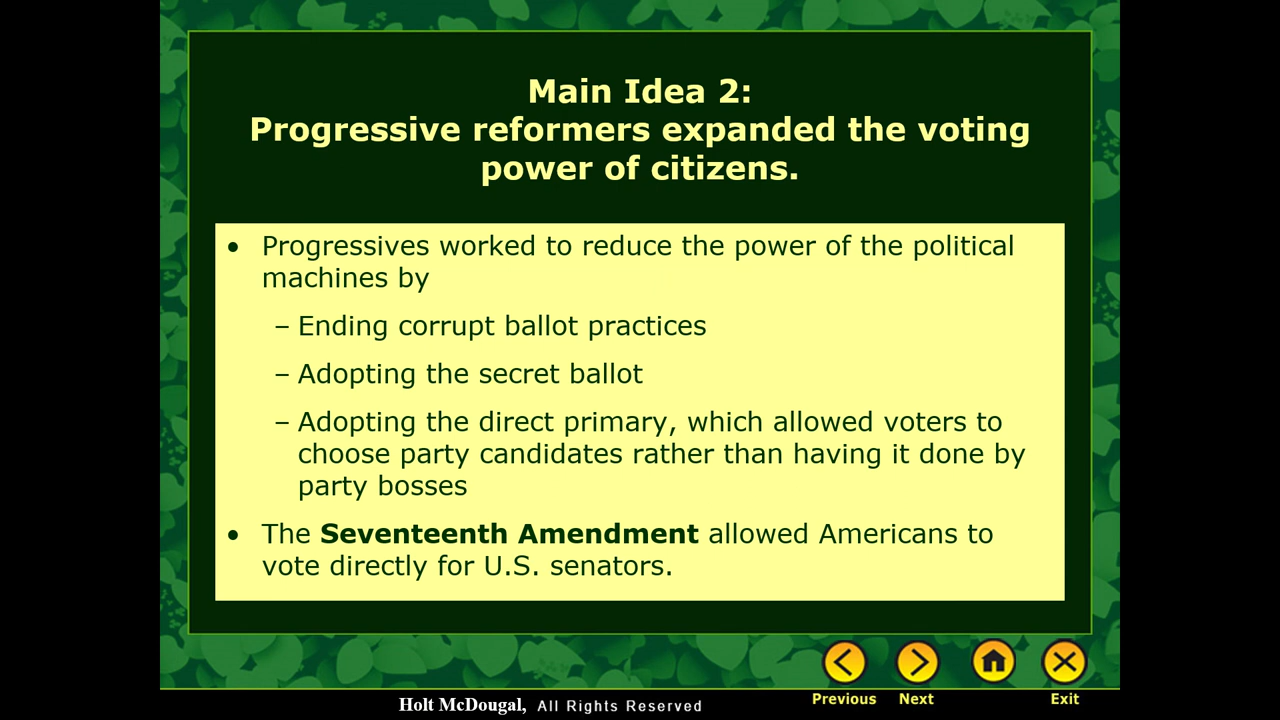 Main Idea 2:
Progressive reformers expanded the voting
power of citizens.
• Progressives worked to reduce the power of the political
machines by
– Ending corrupt ballot practices
– Adopting the secret ballot
– Adopting the direct primary, which allowed voters to
choose party candidates rather than having it done by
party bosses
• The Seventeenth Amendment allowed Americans to
vote directly for U.S. senators.
Previous Next Exit
Holt McDougal, All Rights Reserved